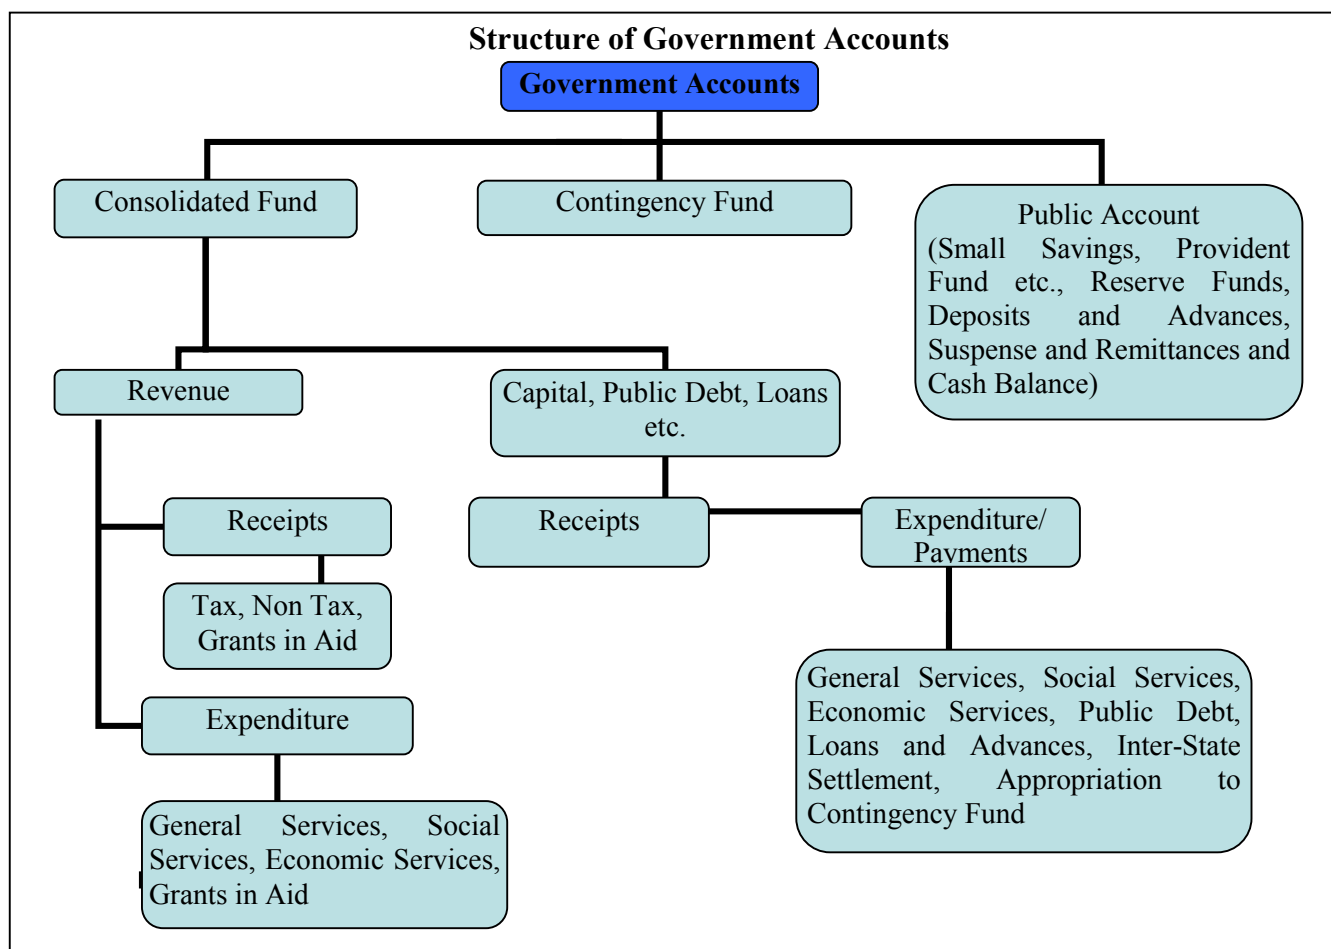 Structure of Government Accounts
Government Accounts
Consolidated Fund
Contingency Fund
Public Account
(Small Savings, Provident
Fund etc., Reserve Funds,
Deposits and Advances,
Suspense and Remittances and
Cash Balance)
Revenue
Capital, Public Debt, Loans
etc.
Receipts
Tax, Non Tax,
Grants in Aid
Expenditure
General Services, Social
Services, Economic Services,
Grants in Aid
Receipts
Expenditure/
Payments
General Services, Social Services,
Economic Services, Public Debt,
Loans and Advances, Inter-State
Settlement, Appropriation to
Contingency Fund